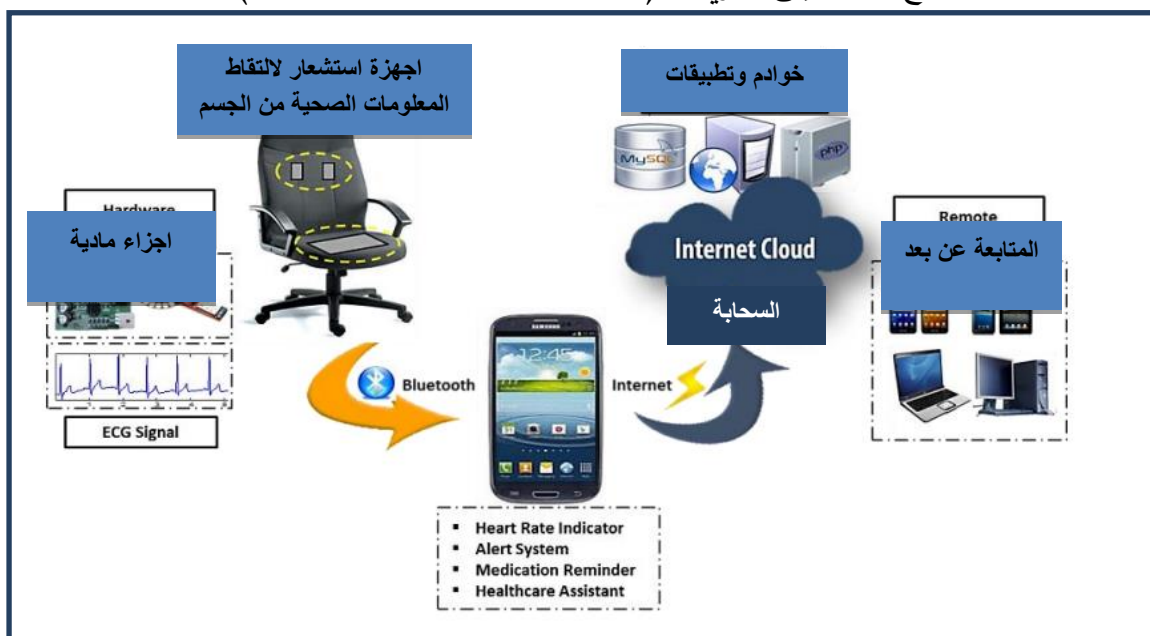 اجهزة استشعار لالتقاط
المعلومات الصحية من الجسم
خوادم وتطبيقات
MySQL
php
Hardware
اجزاء مادية
Internet Cloud
السحابة
Remote
المتابعة عن بعد
SAMSUNG
12:45
Bluetooth
Internet
ECG Signal
▪ Heart Rate Indicator
▪ Alert System
▪ Medication Reminder
▪ Healthcare Assistant